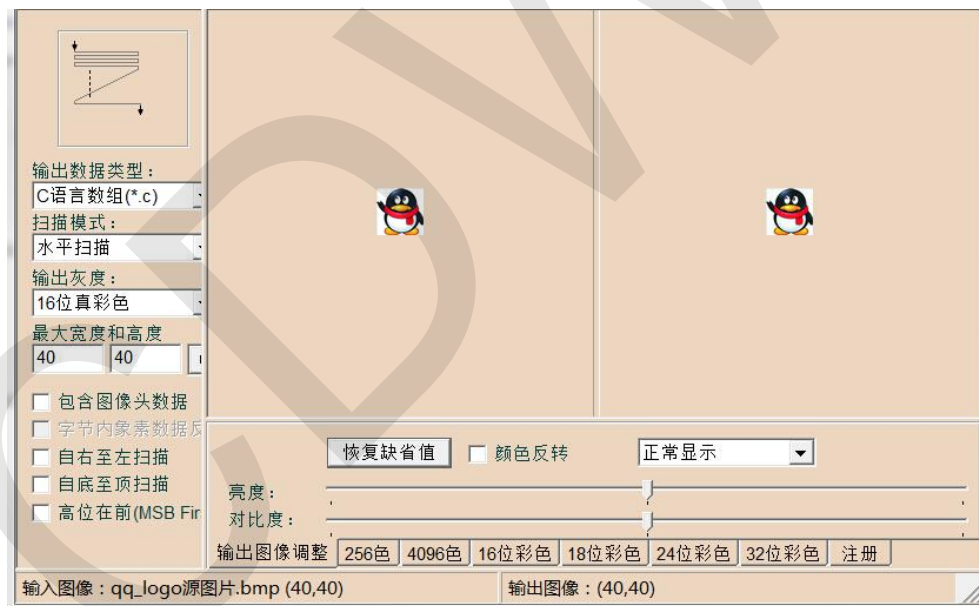 输出数据类型：
C语言数组(*.c)
扫描模式：
水平扫描
输出灰度：
16位真彩色
最大宽度和高度
40 40
包含图像头数据
字节内象素数据反
自右至左扫描
自底至顶扫描
高位在前(MSB Fir
恢复缺省值 颜色反转 正常显示
亮度：
对比度：
输出图像调整 256色 4096色 16位彩色 18位彩色 24位彩色 32位彩色 注册
输入图像：qq_logo源图片.bmp (40,40) 输出图像：(40,40)